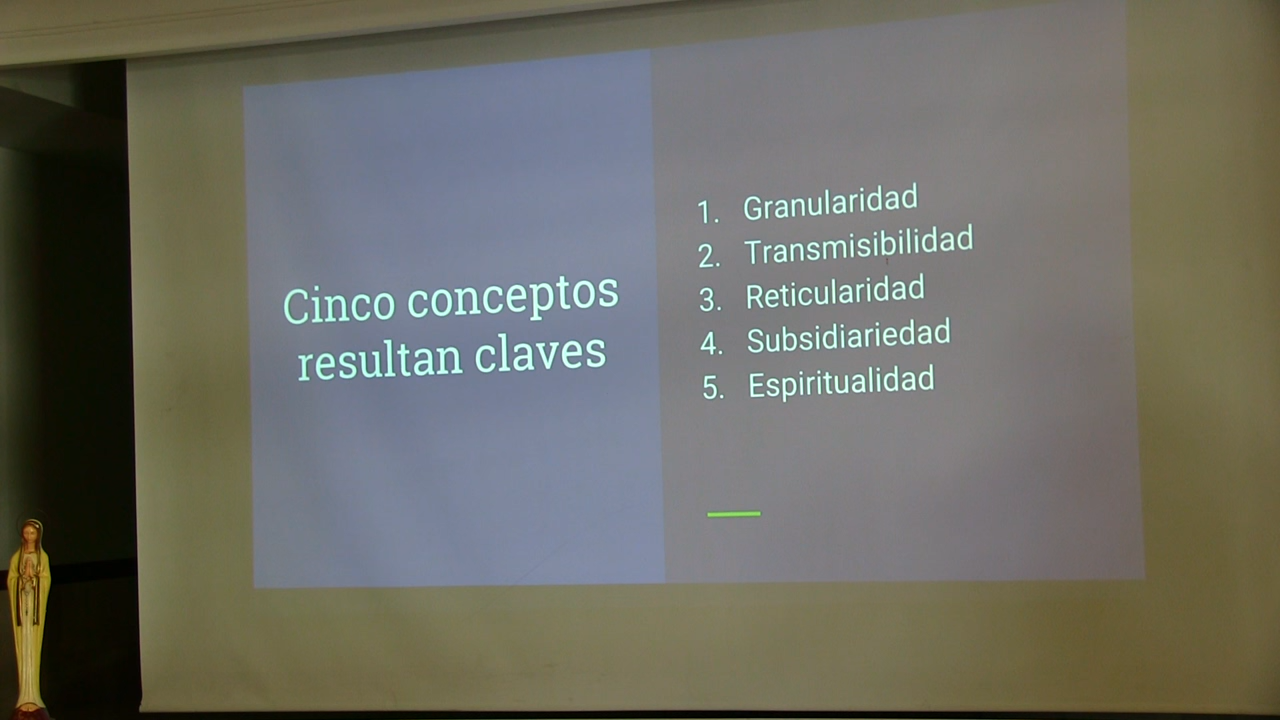 Cinco conceptos
resultan claves
1. Granularidad
2. Transmisibilidad
3. Reticularidad
4. Subsidiariedad
5. Espiritualidad